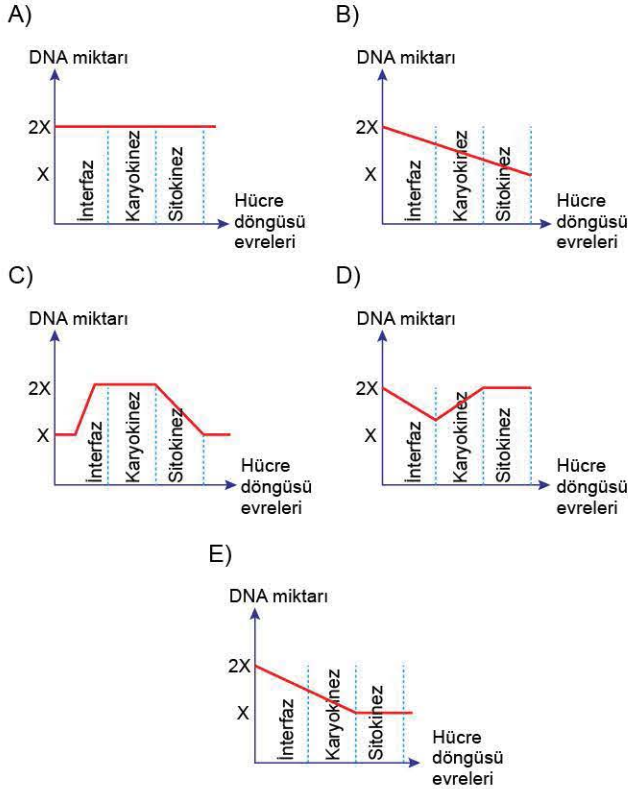 A)
DNA miktarı
2X
X
İnterfaz
Karyokinez
Sitokinez
Hücre
döngüsü
evreleri
B)
DNA miktarı
2X
X
İnterfaz
Karyokinez
Sitokinez
Hücre
döngüsü
evreleri
C)
DNA miktarı
2X
X
İnterfaz
Karyokinez
Sitokinez
Hücre
döngüsü
evreleri
D)
DNA miktarı
2X
X
İnterfaz
Karyokinez
Sitokinez
Hücre
döngüsü
evreleri
E)
DNA miktarı
2X
X
İnterfaz
Karyokinez
Sitokinez
Hücre
döngüsü
evreleri